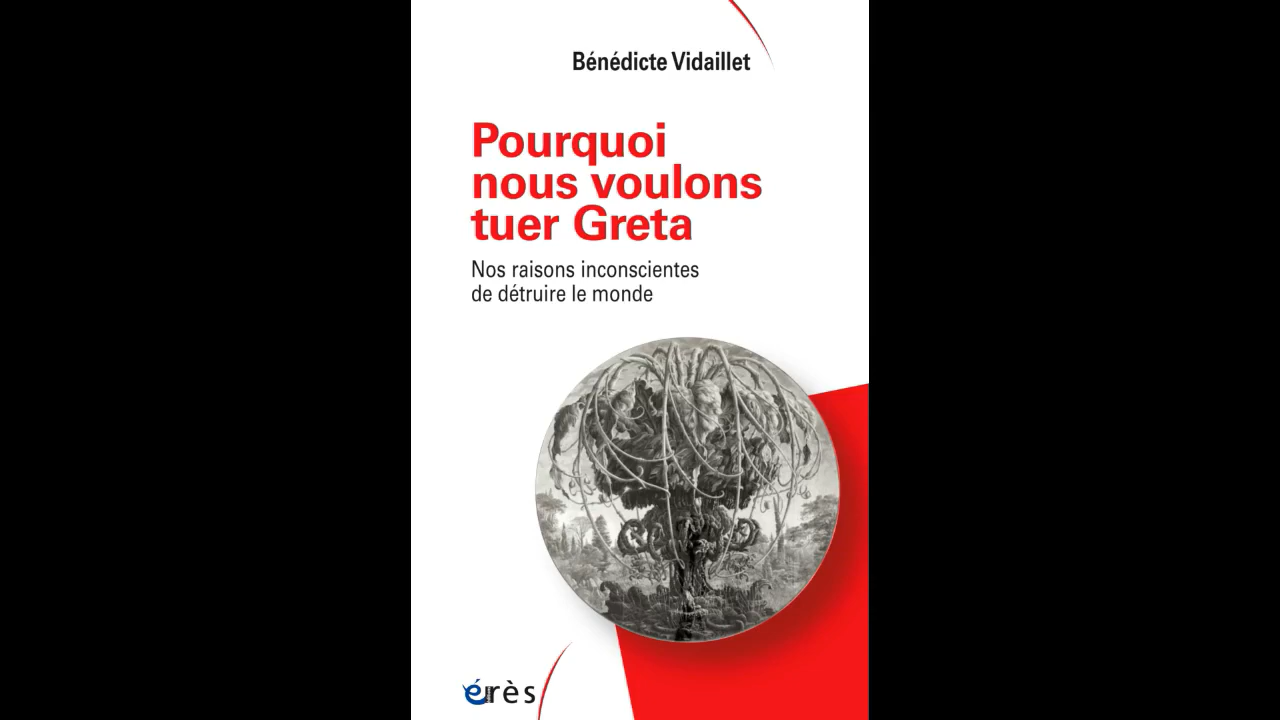 Bénédicte Vidaillet
Pourquoi
nous voulons
tuer Greta
Nos raisons inconscientes
de détruire le monde
érès